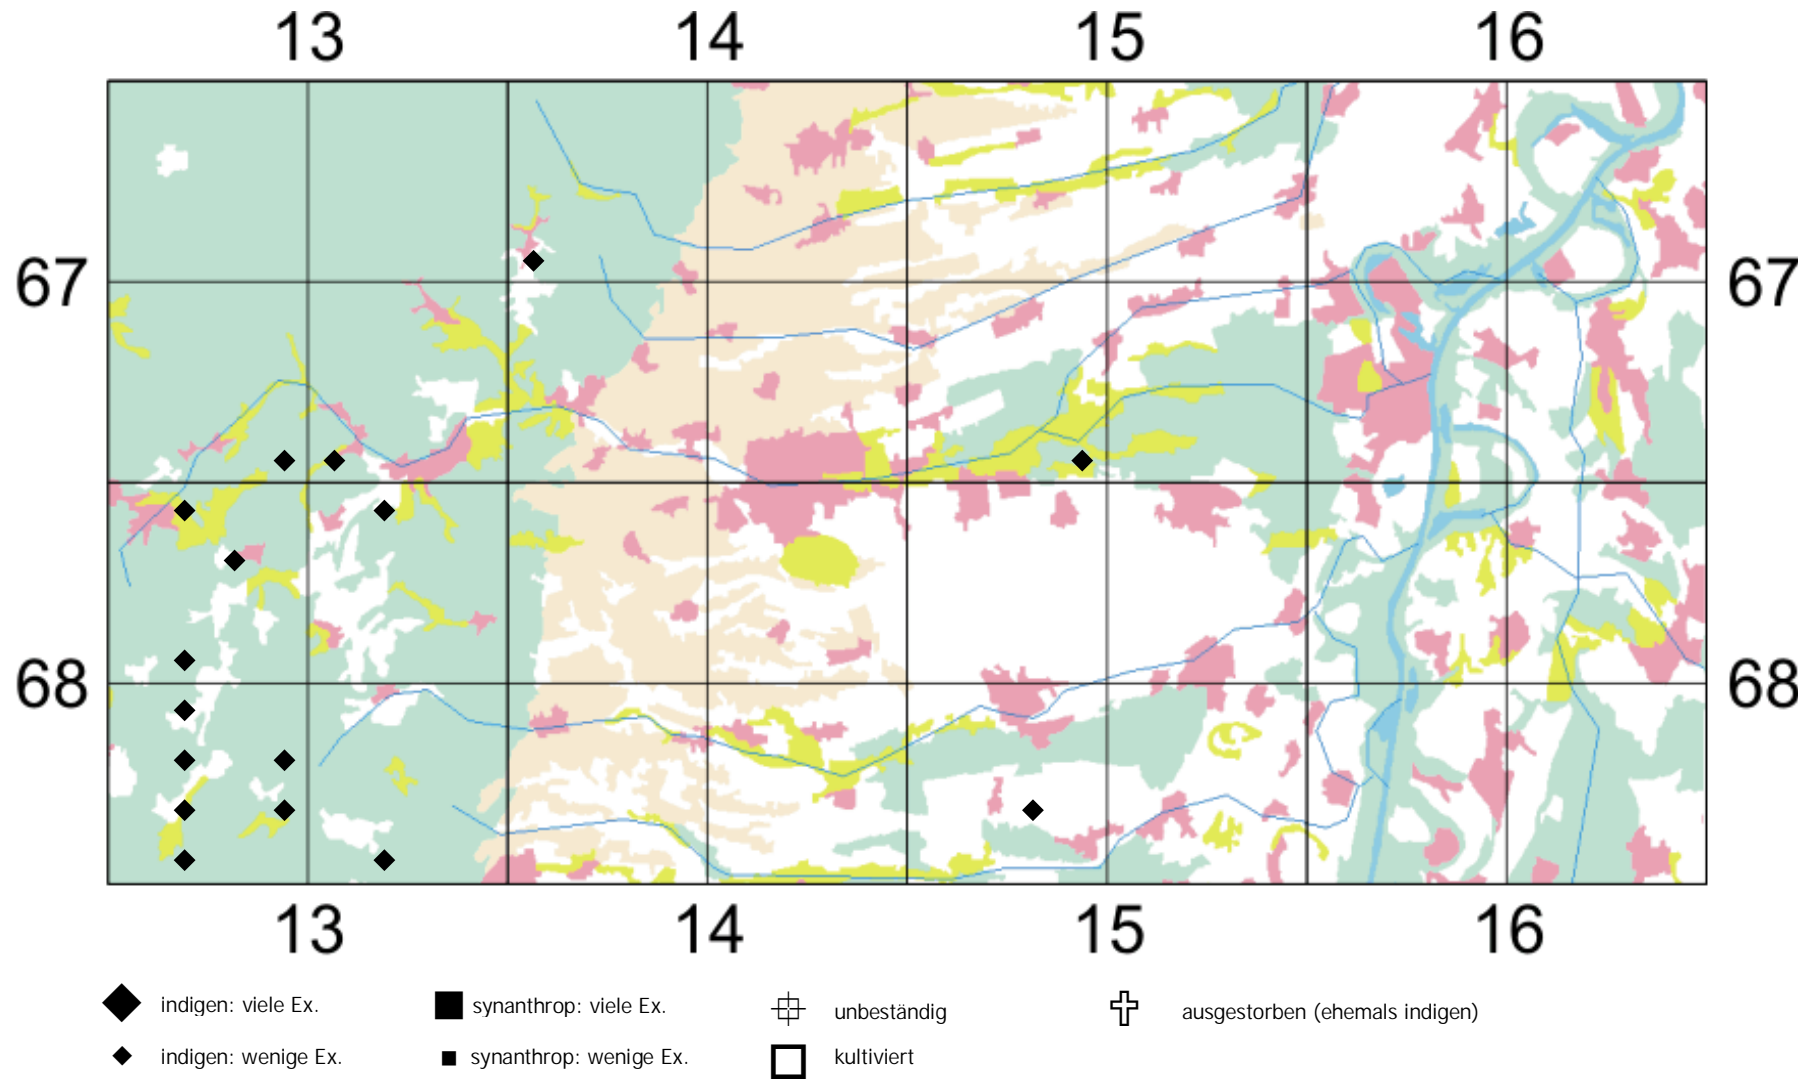 13 14 15 16
67 67
68 68
13 14 15 16
indigen: viele Ex. synanthrop: viele Ex. unbeständig ausgestorben (ehemals indigen)
indigen: wenige Ex. synanthrop: wenige Ex. kultiviert